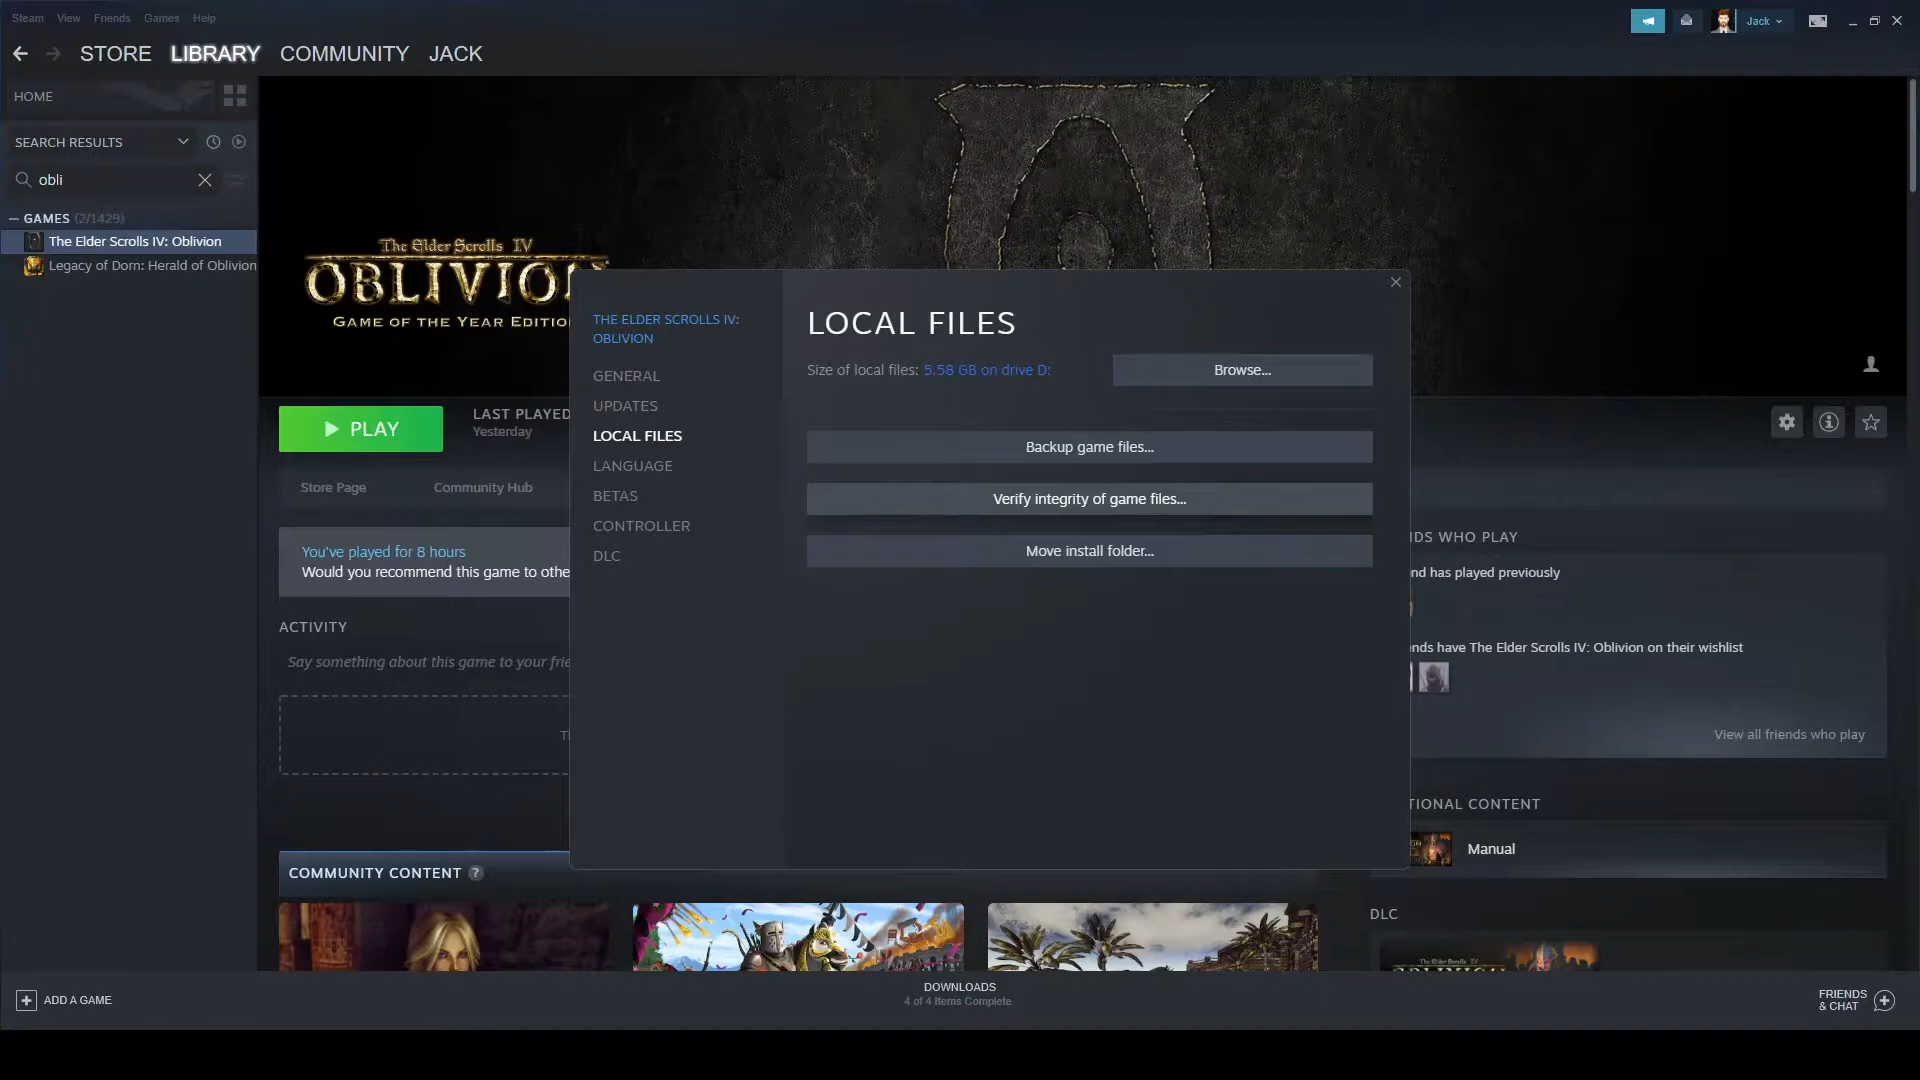 Steam View Friends Games Help
Jack
STORE LIBRARY COMMUNITY JACK
HOME
SEARCH RESULTS
obli
GAMES (2/1429)
The Elder Scrolls IV: Oblivion
Legacy of Dorn: Herald of Oblivion
The Elder Scrolls IV
OBLIVIO
GAME OF THE YEAR EDITIO
THE ELDER SCROLLS IV:
OBLIVION
GENERAL
UPDATES
LOCAL FILES
LANGUAGE
BETAS
CONTROLLER
DLC
LOCAL FILES
Size of local files: 5.58 GB on drive D:
Browse...
Backup game files...
Verify integrity of game files...
Move install folder...
PLAY
LAST PLAYED
Yesterday
Store Page
Community Hub
You've played for 8 hours
Would you recommend this game to othe
ACTIVITY
Say something about this game to your frie
COMMUNITY CONTENT ?
DS WHO PLAY
nd has played previously
nds have The Elder Scrolls IV: Oblivion on their wishlist
View all friends who play
TIONAL CONTENT
Manual
DLC
The Elder Scrolls IV
OBLIVION
ADD A GAME
DOWNLOADS
4 of 4 Items Complete
FRIENDS
& CHAT